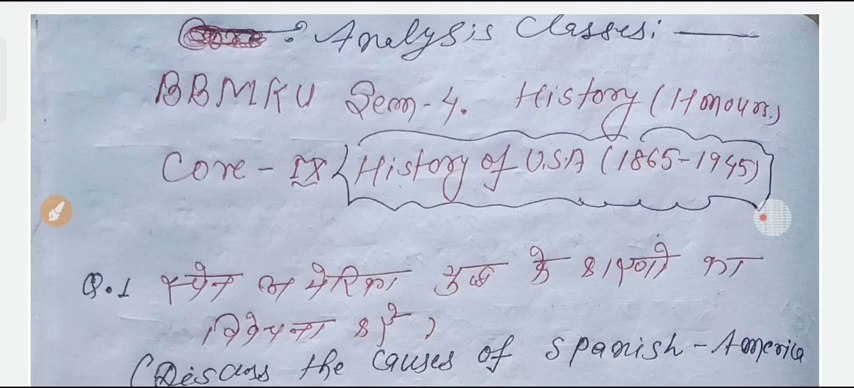 : Analysis Classes: —
BBMKU Sem-4. History (Honours.)
Core - IX {History of U.S.A (1865-1945)}
Q.1 स्पेन अमेरिका युद्ध के कारणो का
विवेचना करे ?
(Discuss the causes of Spanish-America